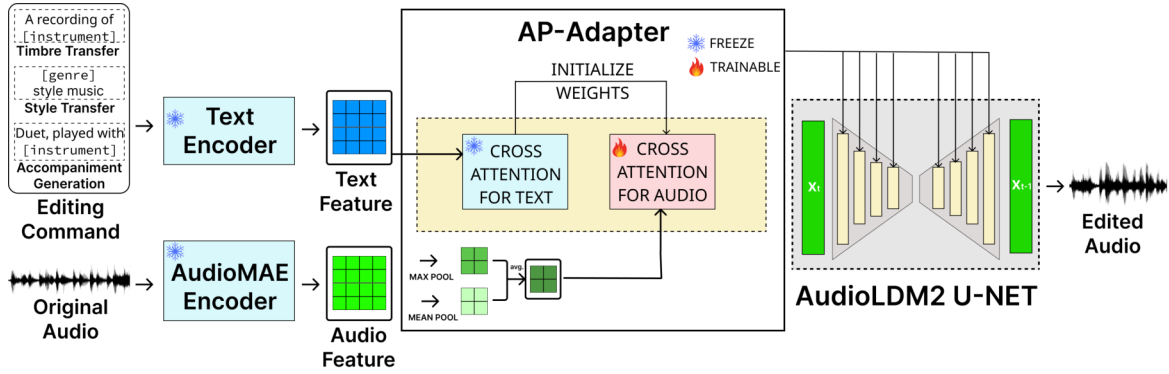 A recording of
[instrument]
Timbre Transfer
[genre]
style music
Style Transfer
Duet, played with
[instrument]
Accompaniment
Generation
Editing
Command
Original
Audio
Text
Encoder
AudioMAE
Encoder
Text
Feature
Audio
Feature
AP-Adapter
FREEZE
TRAINABLE
INITIALIZE
WEIGHTS
CROSS
ATTENTION
FOR TEXT
CROSS
ATTENTION
FOR AUDIO
MAX POOL
MEAN POOL
avg.
Xt
Xt-1
AudioLDM2 U-NET
Edited
Audio